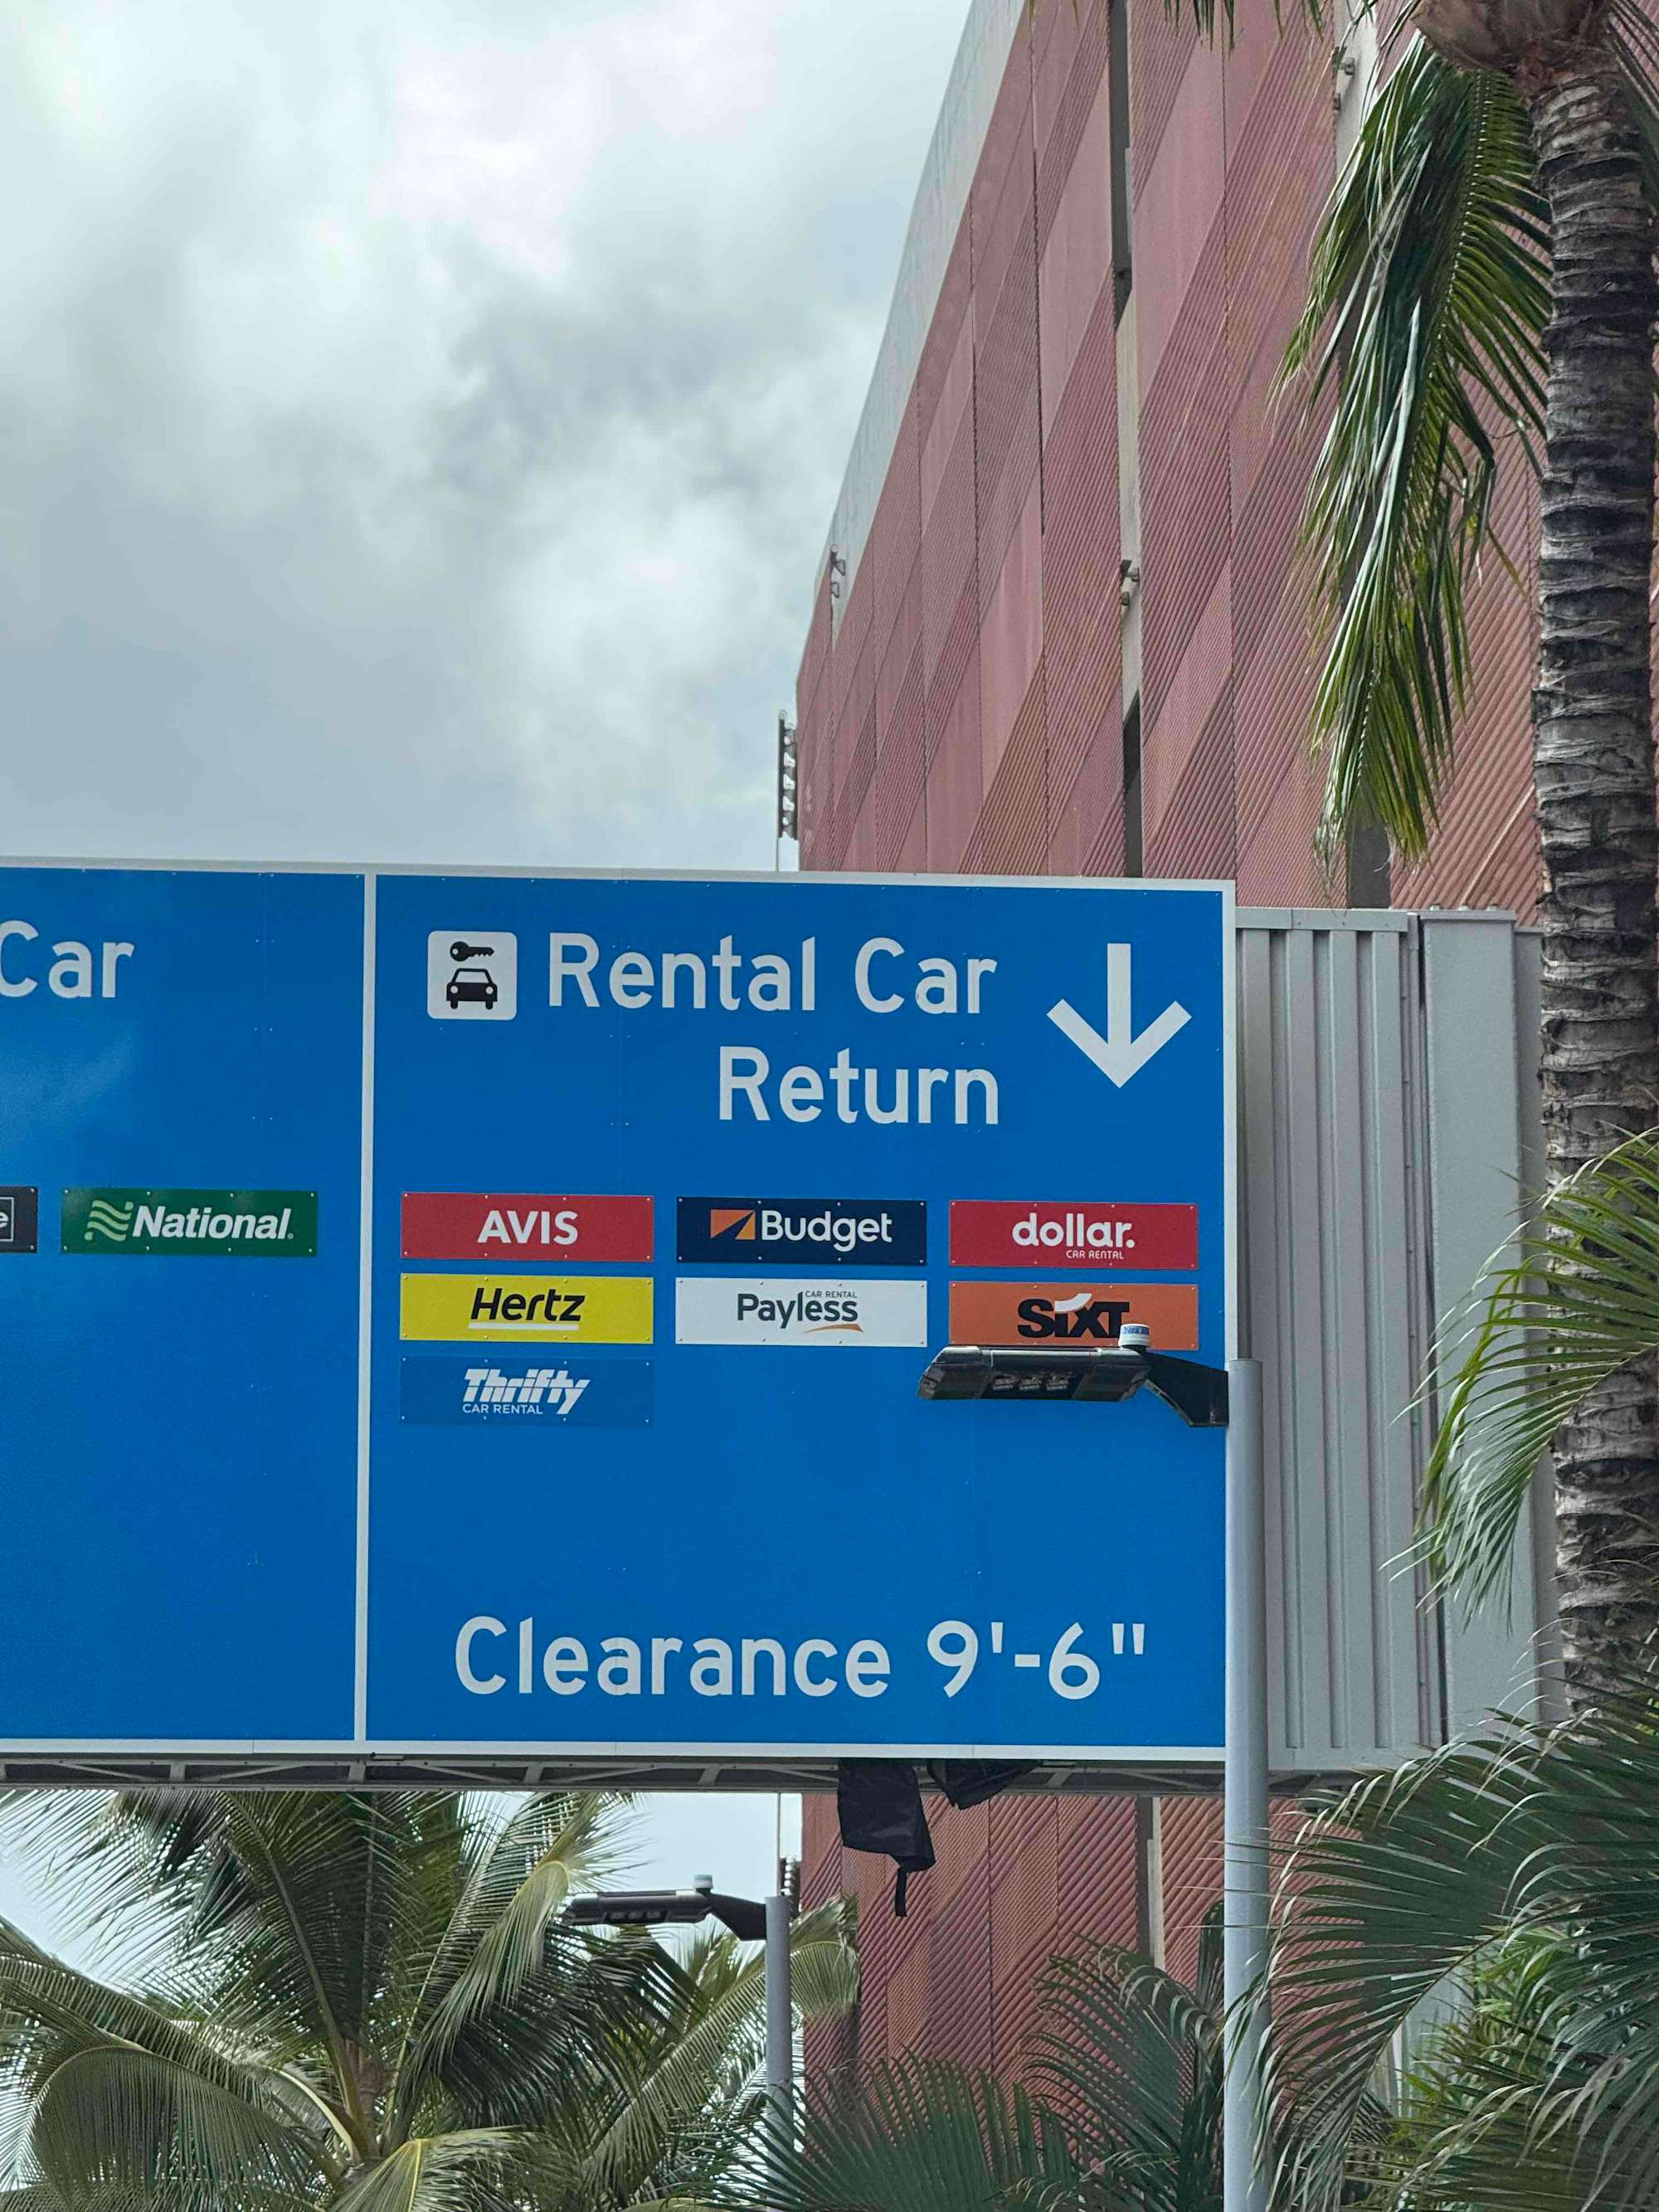 Car
National.
Rental Car
Return
AVIS
Budget
dollar.
CAR RENTAL
Hertz
CAR RENTAL
Payless
SiXT
Thrifty
CAR RENTAL
Clearance 9'-6"